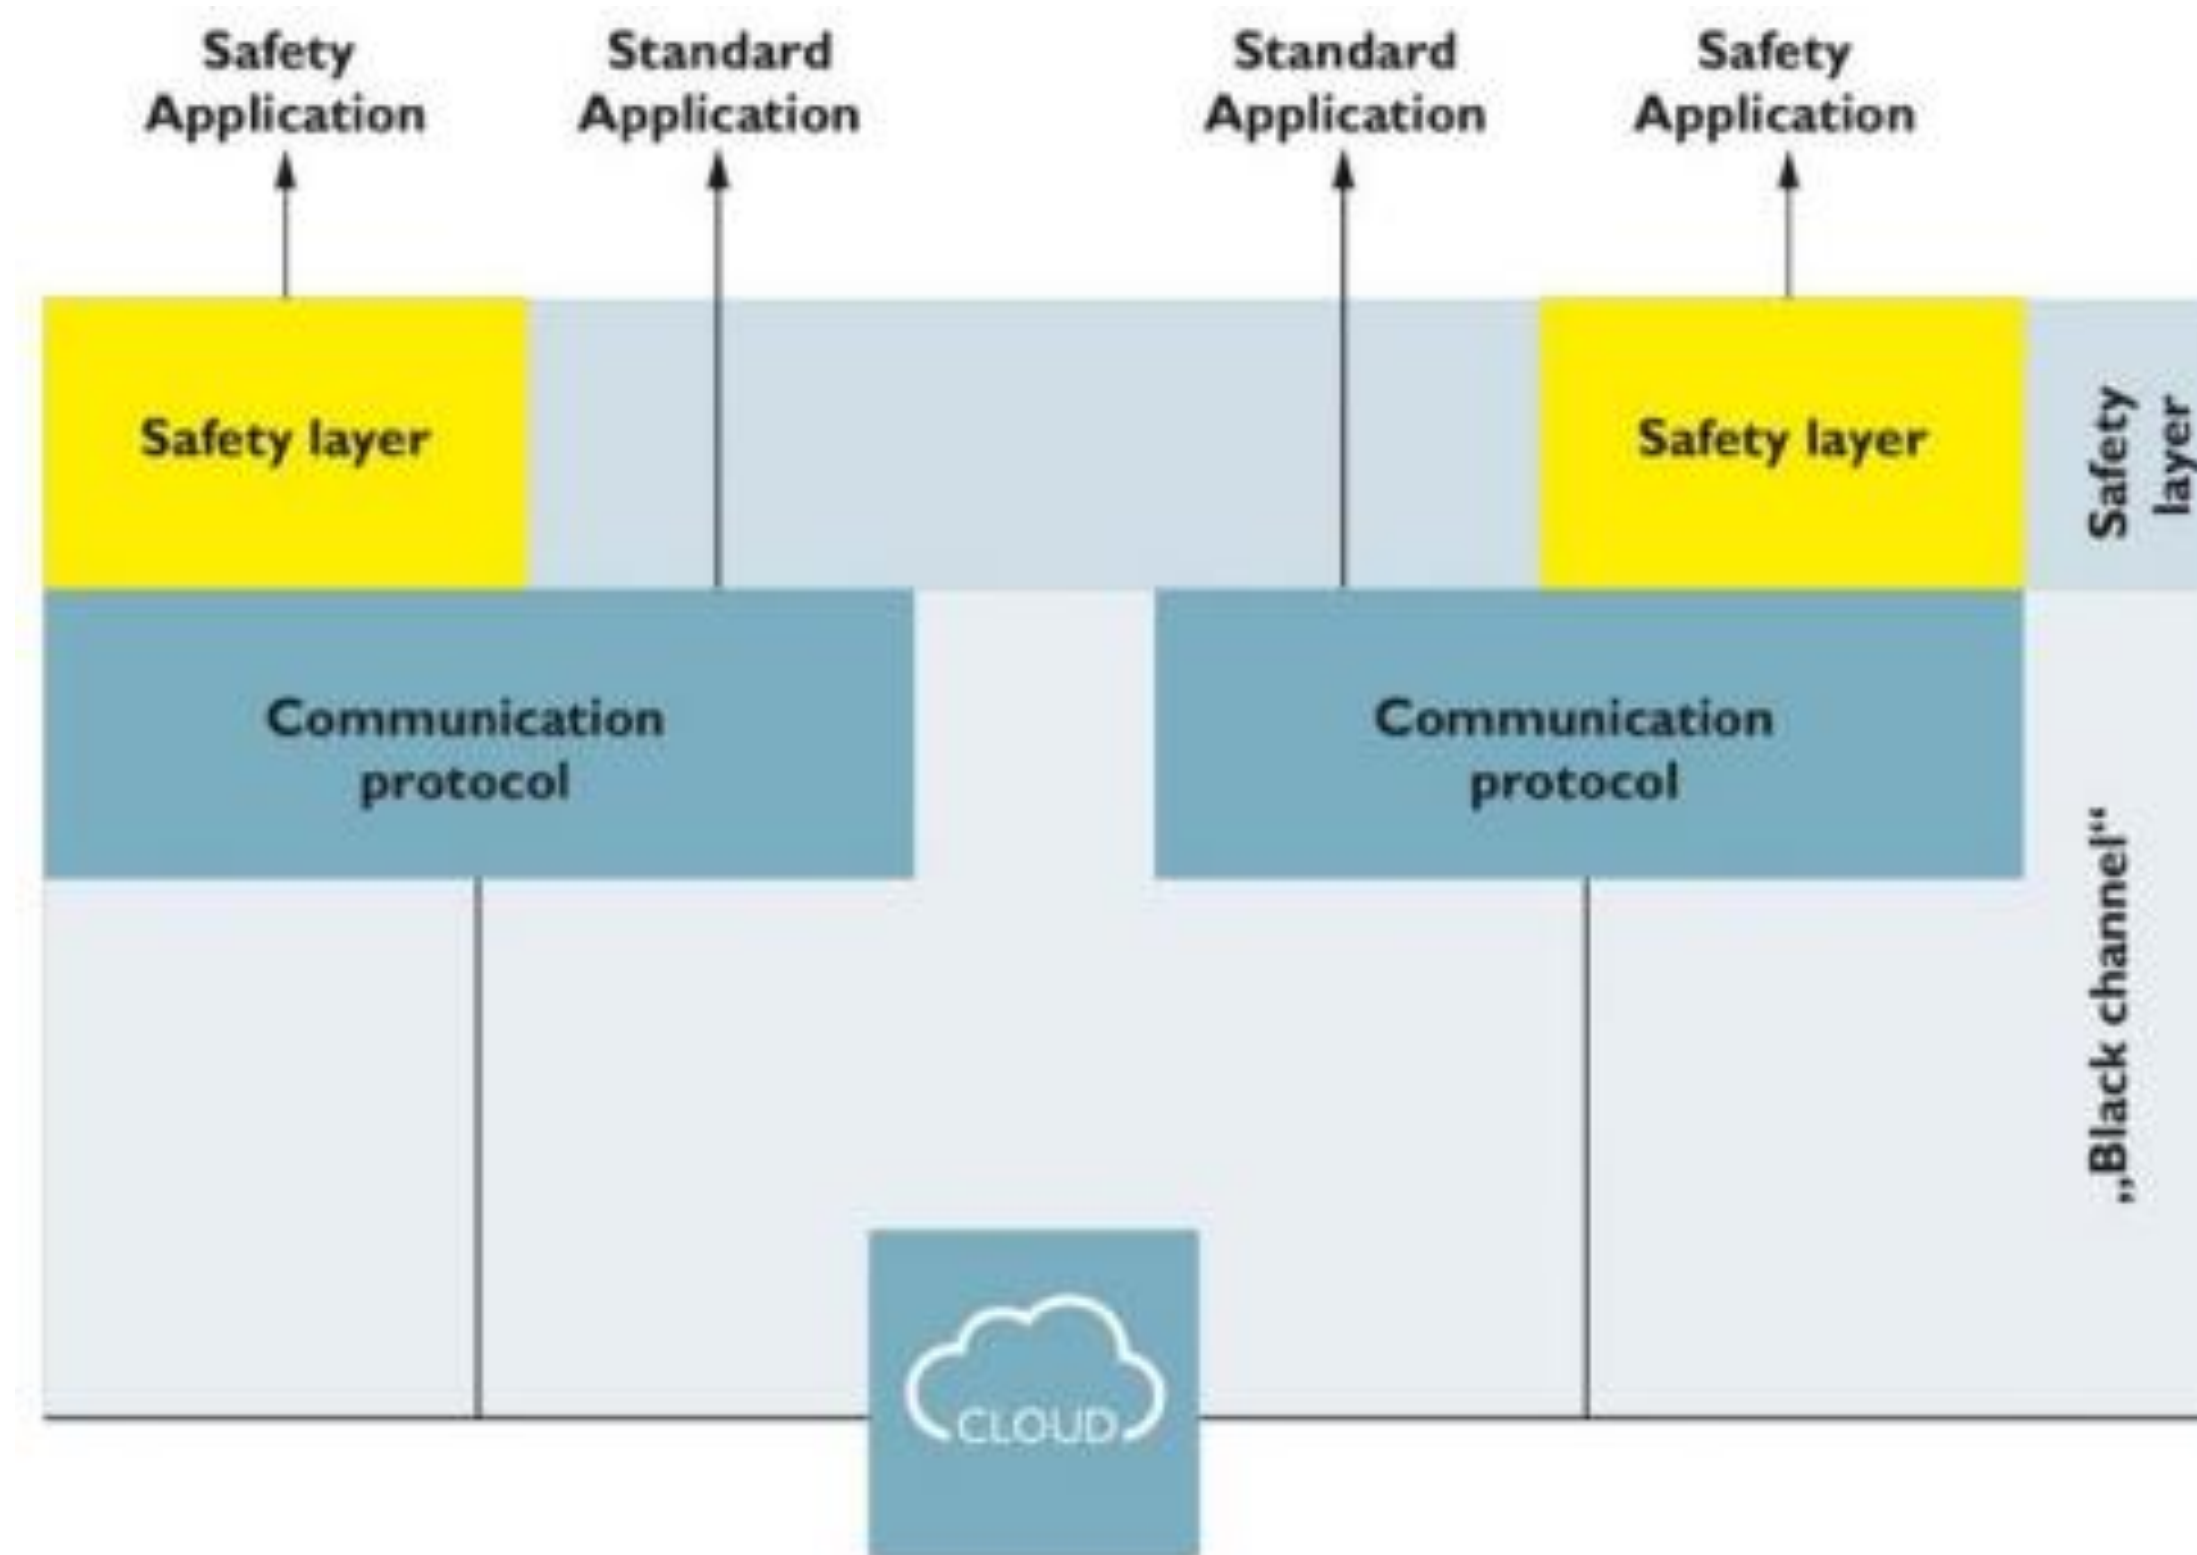 Safety
Application
Standard
Application
Standard
Application
Safety
Application
Safety layer
Safety layer
Safety
layer
Communication
protocol
Communication
protocol
„Black channel“
CLOUD